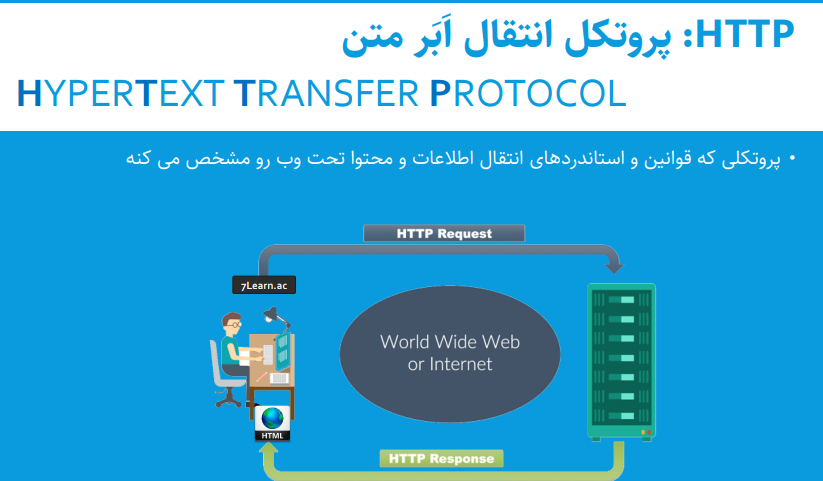 HTTP: پروتکل انتقال اَبَر متن
HYPERTEXT TRANSFER PROTOCOL
• پروتکلی که قوانین و استاندردهای انتقال اطلاعات و محتوا تحت وب رو مشخص می کنه
HTTP Request
7Learn.ac
World Wide Web
or Internet
HTML
HTTP Response